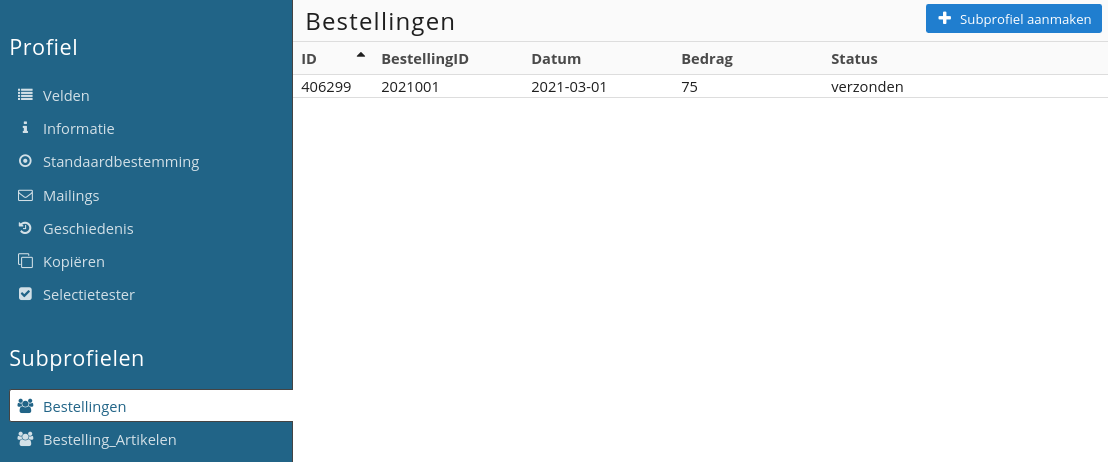 Profiel
Velden
Informatie
Standaardbestemming
Mailings
Geschiedenis
Kopiëren
Selectietester
Subprofielen
Bestellingen
Bestelling_Artikelen
Bestellingen
Subprofiel aanmaken
ID BestellingID Datum Bedrag Status
406299 2021001 2021-03-01 75 verzonden